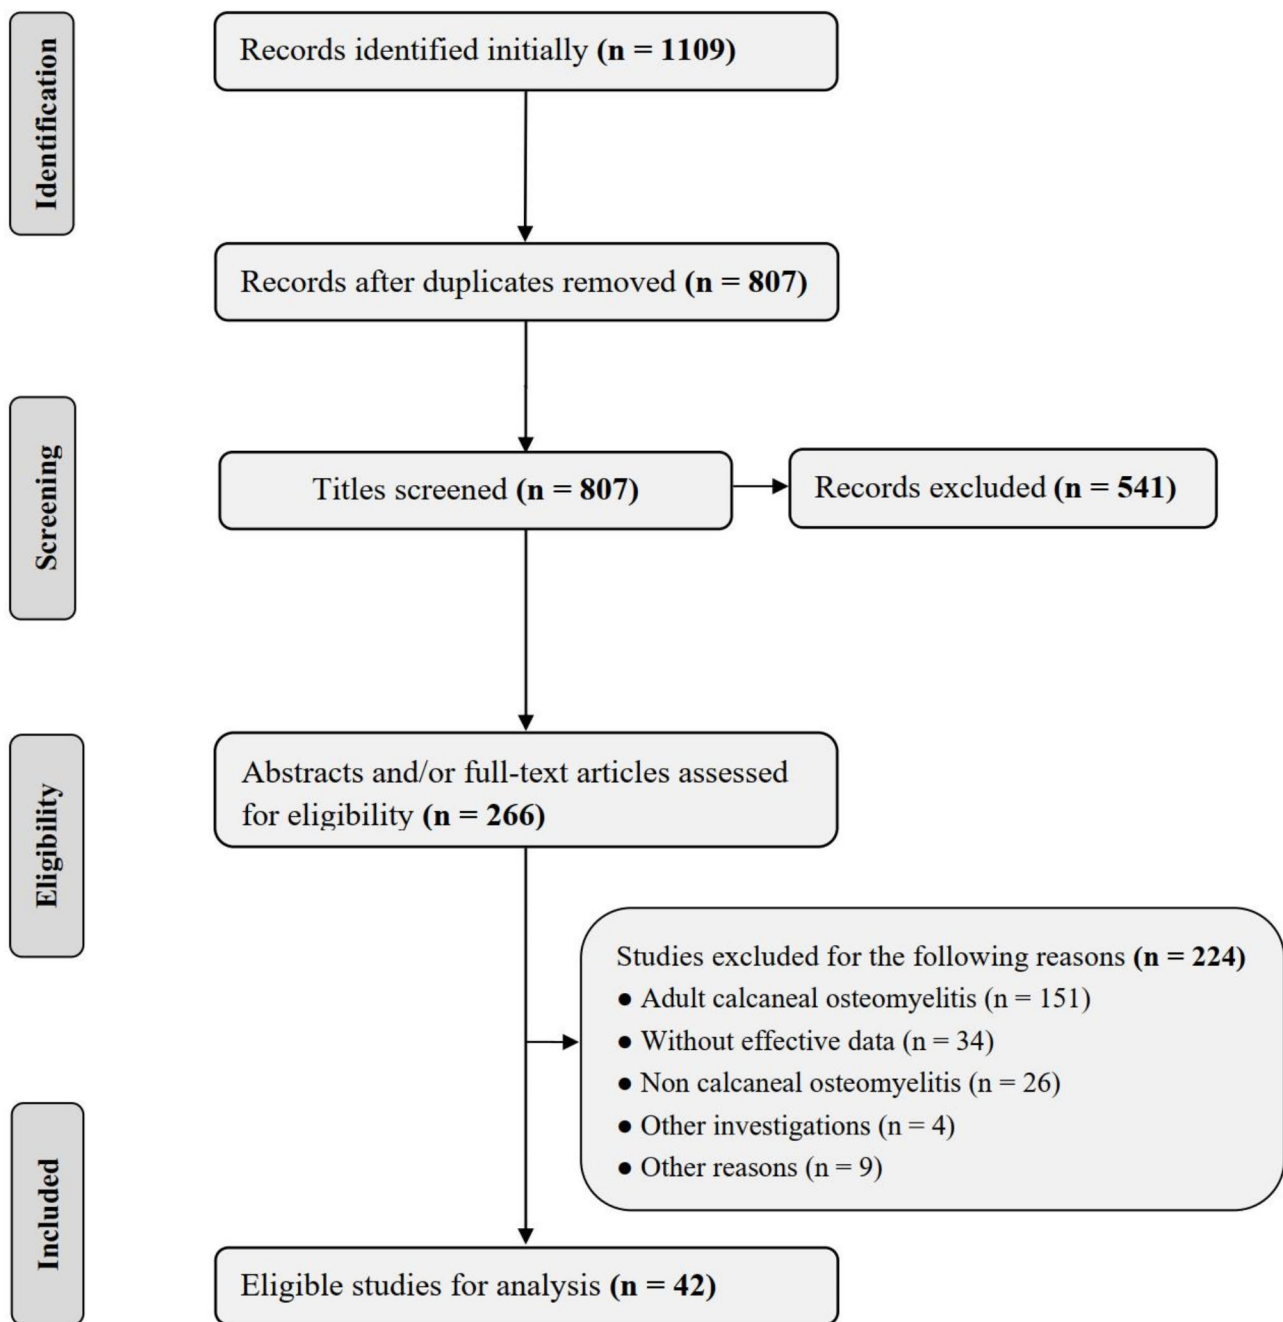 Identification
Records identified initially (n = 1109)
Records after duplicates removed (n = 807)
Screening
Titles screened (n = 807)
Records excluded (n = 541)
Eligibility
Abstracts and/or full-text articles assessed
for eligibility (n = 266)
Studies excluded for the following reasons (n = 224)
● Adult calcaneal osteomyelitis (n = 151)
● Without effective data (n = 34)
● Non calcaneal osteomyelitis (n = 26)
● Other investigations (n = 4)
● Other reasons (n = 9)
Included
Eligible studies for analysis (n = 42)